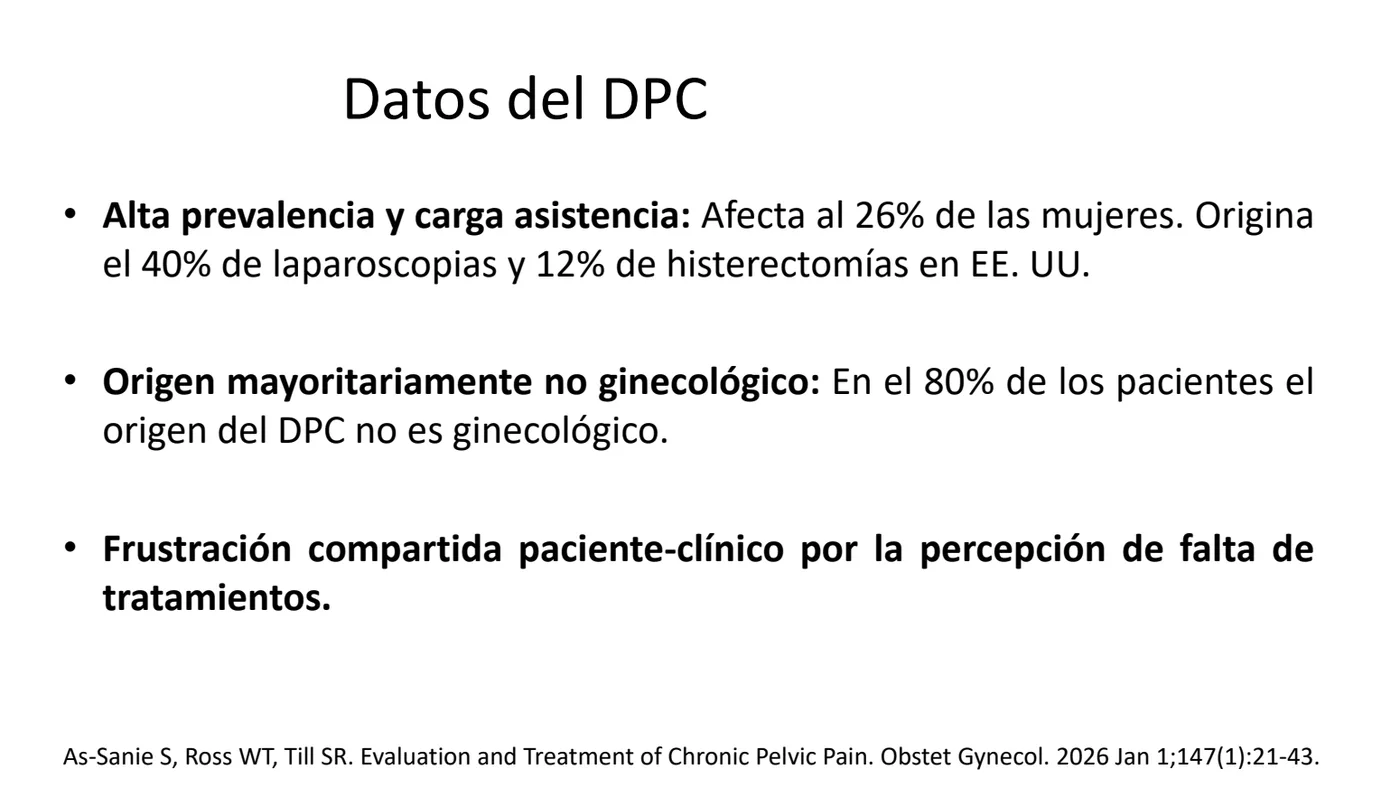 Datos del DPC
• Alta prevalencia y carga asistencia: Afecta al 26% de las mujeres. Origina
el 40% de laparoscopias y 12% de histerectomías en EE. UU.
• Origen mayoritariamente no ginecológico: En el 80% de los pacientes el
origen del DPC no es ginecológico.
• Frustración compartida paciente-clínico por la percepción de falta de
tratamientos.
As-Sanie S, Ross WT, Till SR. Evaluation and Treatment of Chronic Pelvic Pain. Obstet Gynecol. 2026 Jan 1;147(1):21-43.